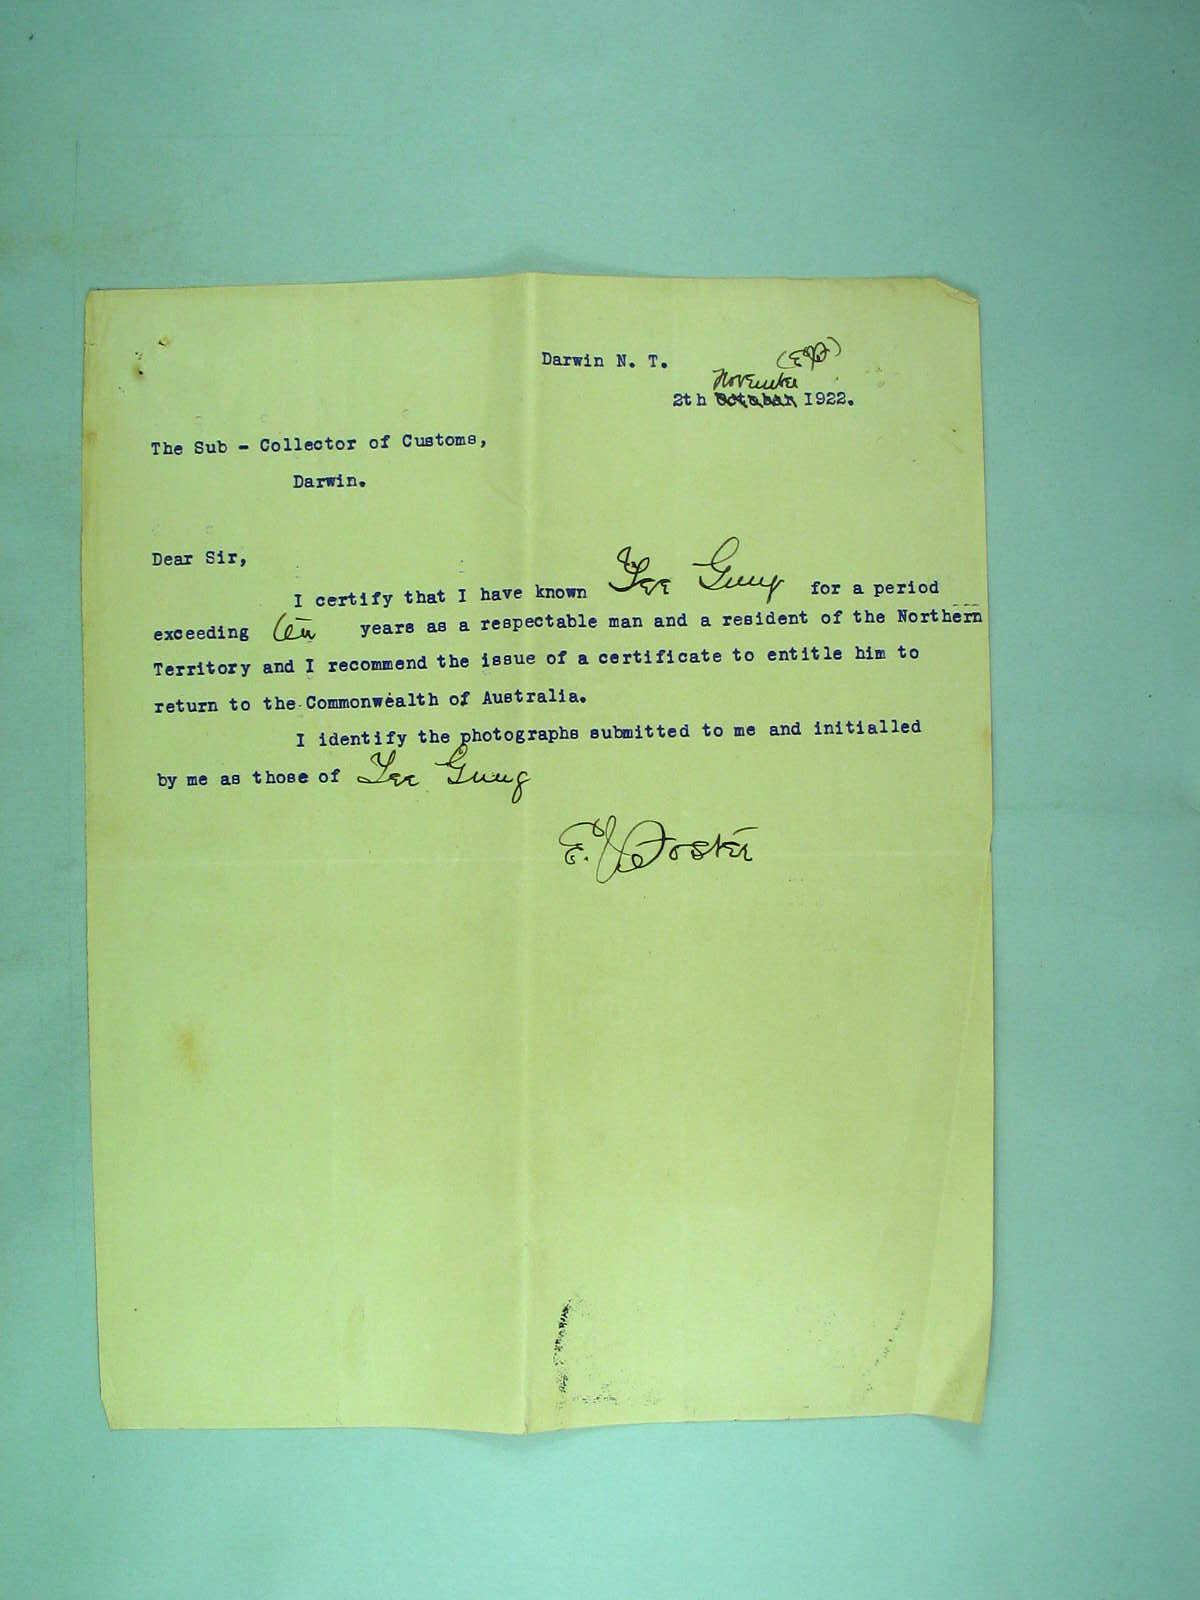 Darwin N. T.
(EJF)
November
2th October 1922.
The Sub - Collector of Customs,
Darwin.
Dear Sir,
I certify that I have known Yee Gung for a period
exceeding ten years as a respectable man and a resident of the Northern
Territory and I recommend the issue of a certificate to entitle him to
return to the Commonwealth of Australia.
I identify the photographs submitted to me and initialled
by me as those of Yee Gung
Foster